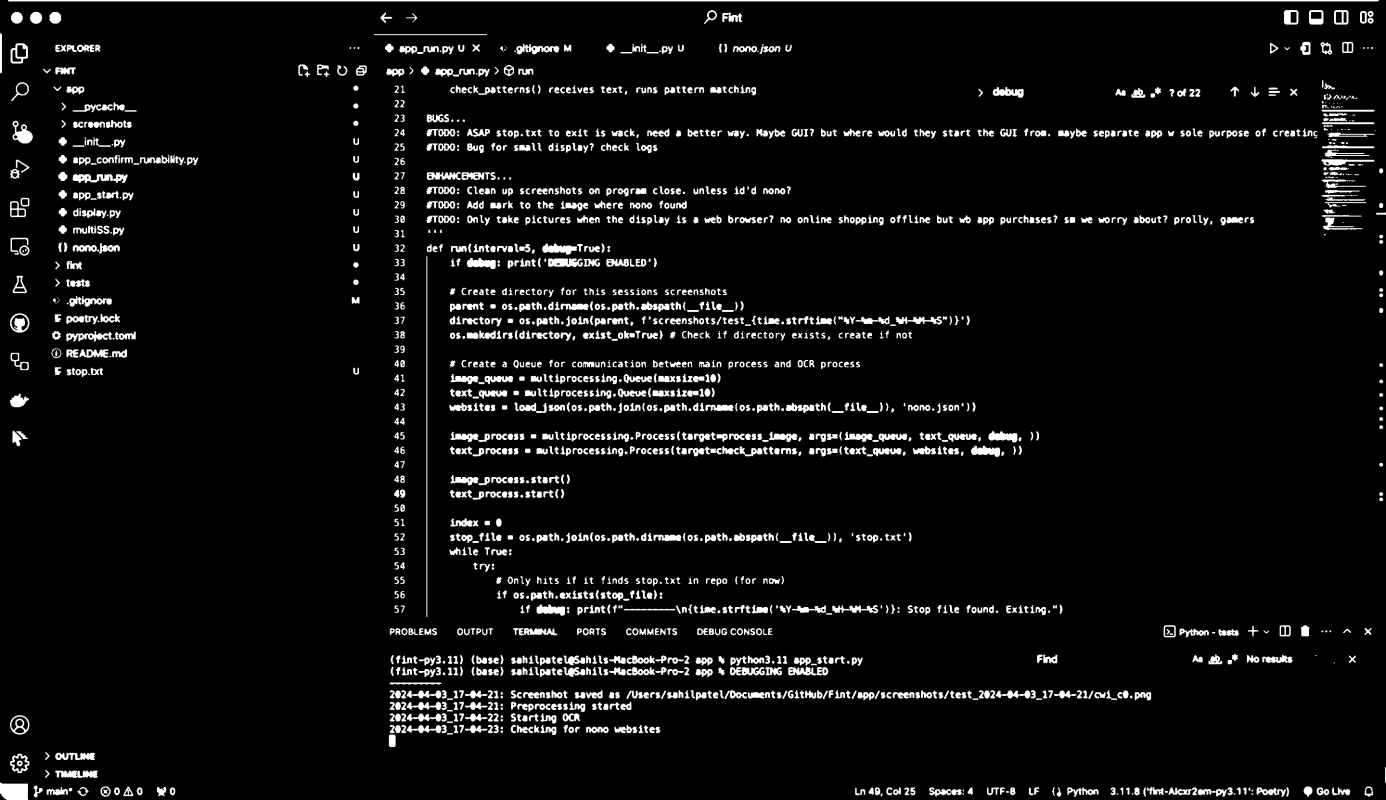 Fint
EXPLORER
FINT
app
__pycache__
screenshots
__init__.py U
app_confirm_runability.py U
app_run.py U
app_start.py U
display.py U
multiSS.py U
{} nono.json U
fint
tests
.gitignore M
poetry.lock
pyproject.toml
README.md
stop.txt U
OUTLINE
TIMELINE
app_run.py U
.gitignore M
__init__.py U
{} nono.json U
app > app_run.py > run
debug
Aa ab ? of 22
21 check_patterns() receives text, runs pattern matching
22
23 BUGS...
24 #TODO: ASAP stop.txt to exit is wack, need a better way. Maybe GUI? but where would they start the GUI from. maybe separate app w sole purpose of creating
25 #TODO: Bug for small display? check logs
26
27 ENHANCEMENTS...
28 #TODO: Clean up screenshots on program close. unless id'd nono?
29 #TODO: Add mark to the image where nono found
30 #TODO: Only take pictures when the display is a web browser? no online shopping offline but wb app purchases? sm we worry about? prolly, gamers
31 '''
32 def run(interval=5, debug=True):
33 if debug: print('DEBUGGING ENABLED')
34
35 # Create directory for this sessions screenshots
36 parent = os.path.dirname(os.path.abspath(__file__))
37 directory = os.path.join(parent, f'screenshots/test_{time.strftime("%Y-%m-%d_%H-%M-%S")}')
38 os.makedirs(directory, exist_ok=True) # Check if directory exists, create if not
39
40 # Create a Queue for communication between main process and OCR process
41 image_queue = multiprocessing.Queue(maxsize=10)
42 text_queue = multiprocessing.Queue(maxsize=10)
43 websites = load_json(os.path.join(os.path.dirname(os.path.abspath(__file__)), 'nono.json'))
44
45 image_process = multiprocessing.Process(target=process_image, args=(image_queue, text_queue, debug, ))
46 text_process = multiprocessing.Process(target=check_patterns, args=(text_queue, websites, debug, ))
47
48 image_process.start()
49 text_process.start()
50
51 index = 0
52 stop_file = os.path.join(os.path.dirname(os.path.abspath(__file__)), 'stop.txt')
53 while True:
54 try:
55 # Only hits if it finds stop.txt in repo (for now)
56 if os.path.exists(stop_file):
57 if debug: print(f"---------\n{time.strftime('%Y-%m-%d_%H-%M-%S')}: Stop file found. Exiting.")
PROBLEMS OUTPUT TERMINAL PORTS COMMENTS DEBUG CONSOLE
Python - tests
Find
Aa ab No results
(fint-py3.11) (base) sahilpatel@Sahils-MacBook-Pro-2 app % python3.11 app_start.py
(fint-py3.11) (base) sahilpatel@Sahils-MacBook-Pro-2 app % DEBUGGING ENABLED
---------
2024-04-03_17-04-21: Screenshot saved as /Users/sahilpatel/Documents/GitHub/Fint/app/screenshots/test_2024-04-03_17-04-21/cwi_c0.png
2024-04-03_17-04-21: Preprocessing started
2024-04-03_17-04-22: Starting OCR
2024-04-03_17-04-23: Checking for nono websites
main* 0 0 0
Ln 49, Col 25 Spaces: 4 UTF-8 LF Python 3.11.8 ('fint-AIcxr2em-py3.11': Poetry) Go Live